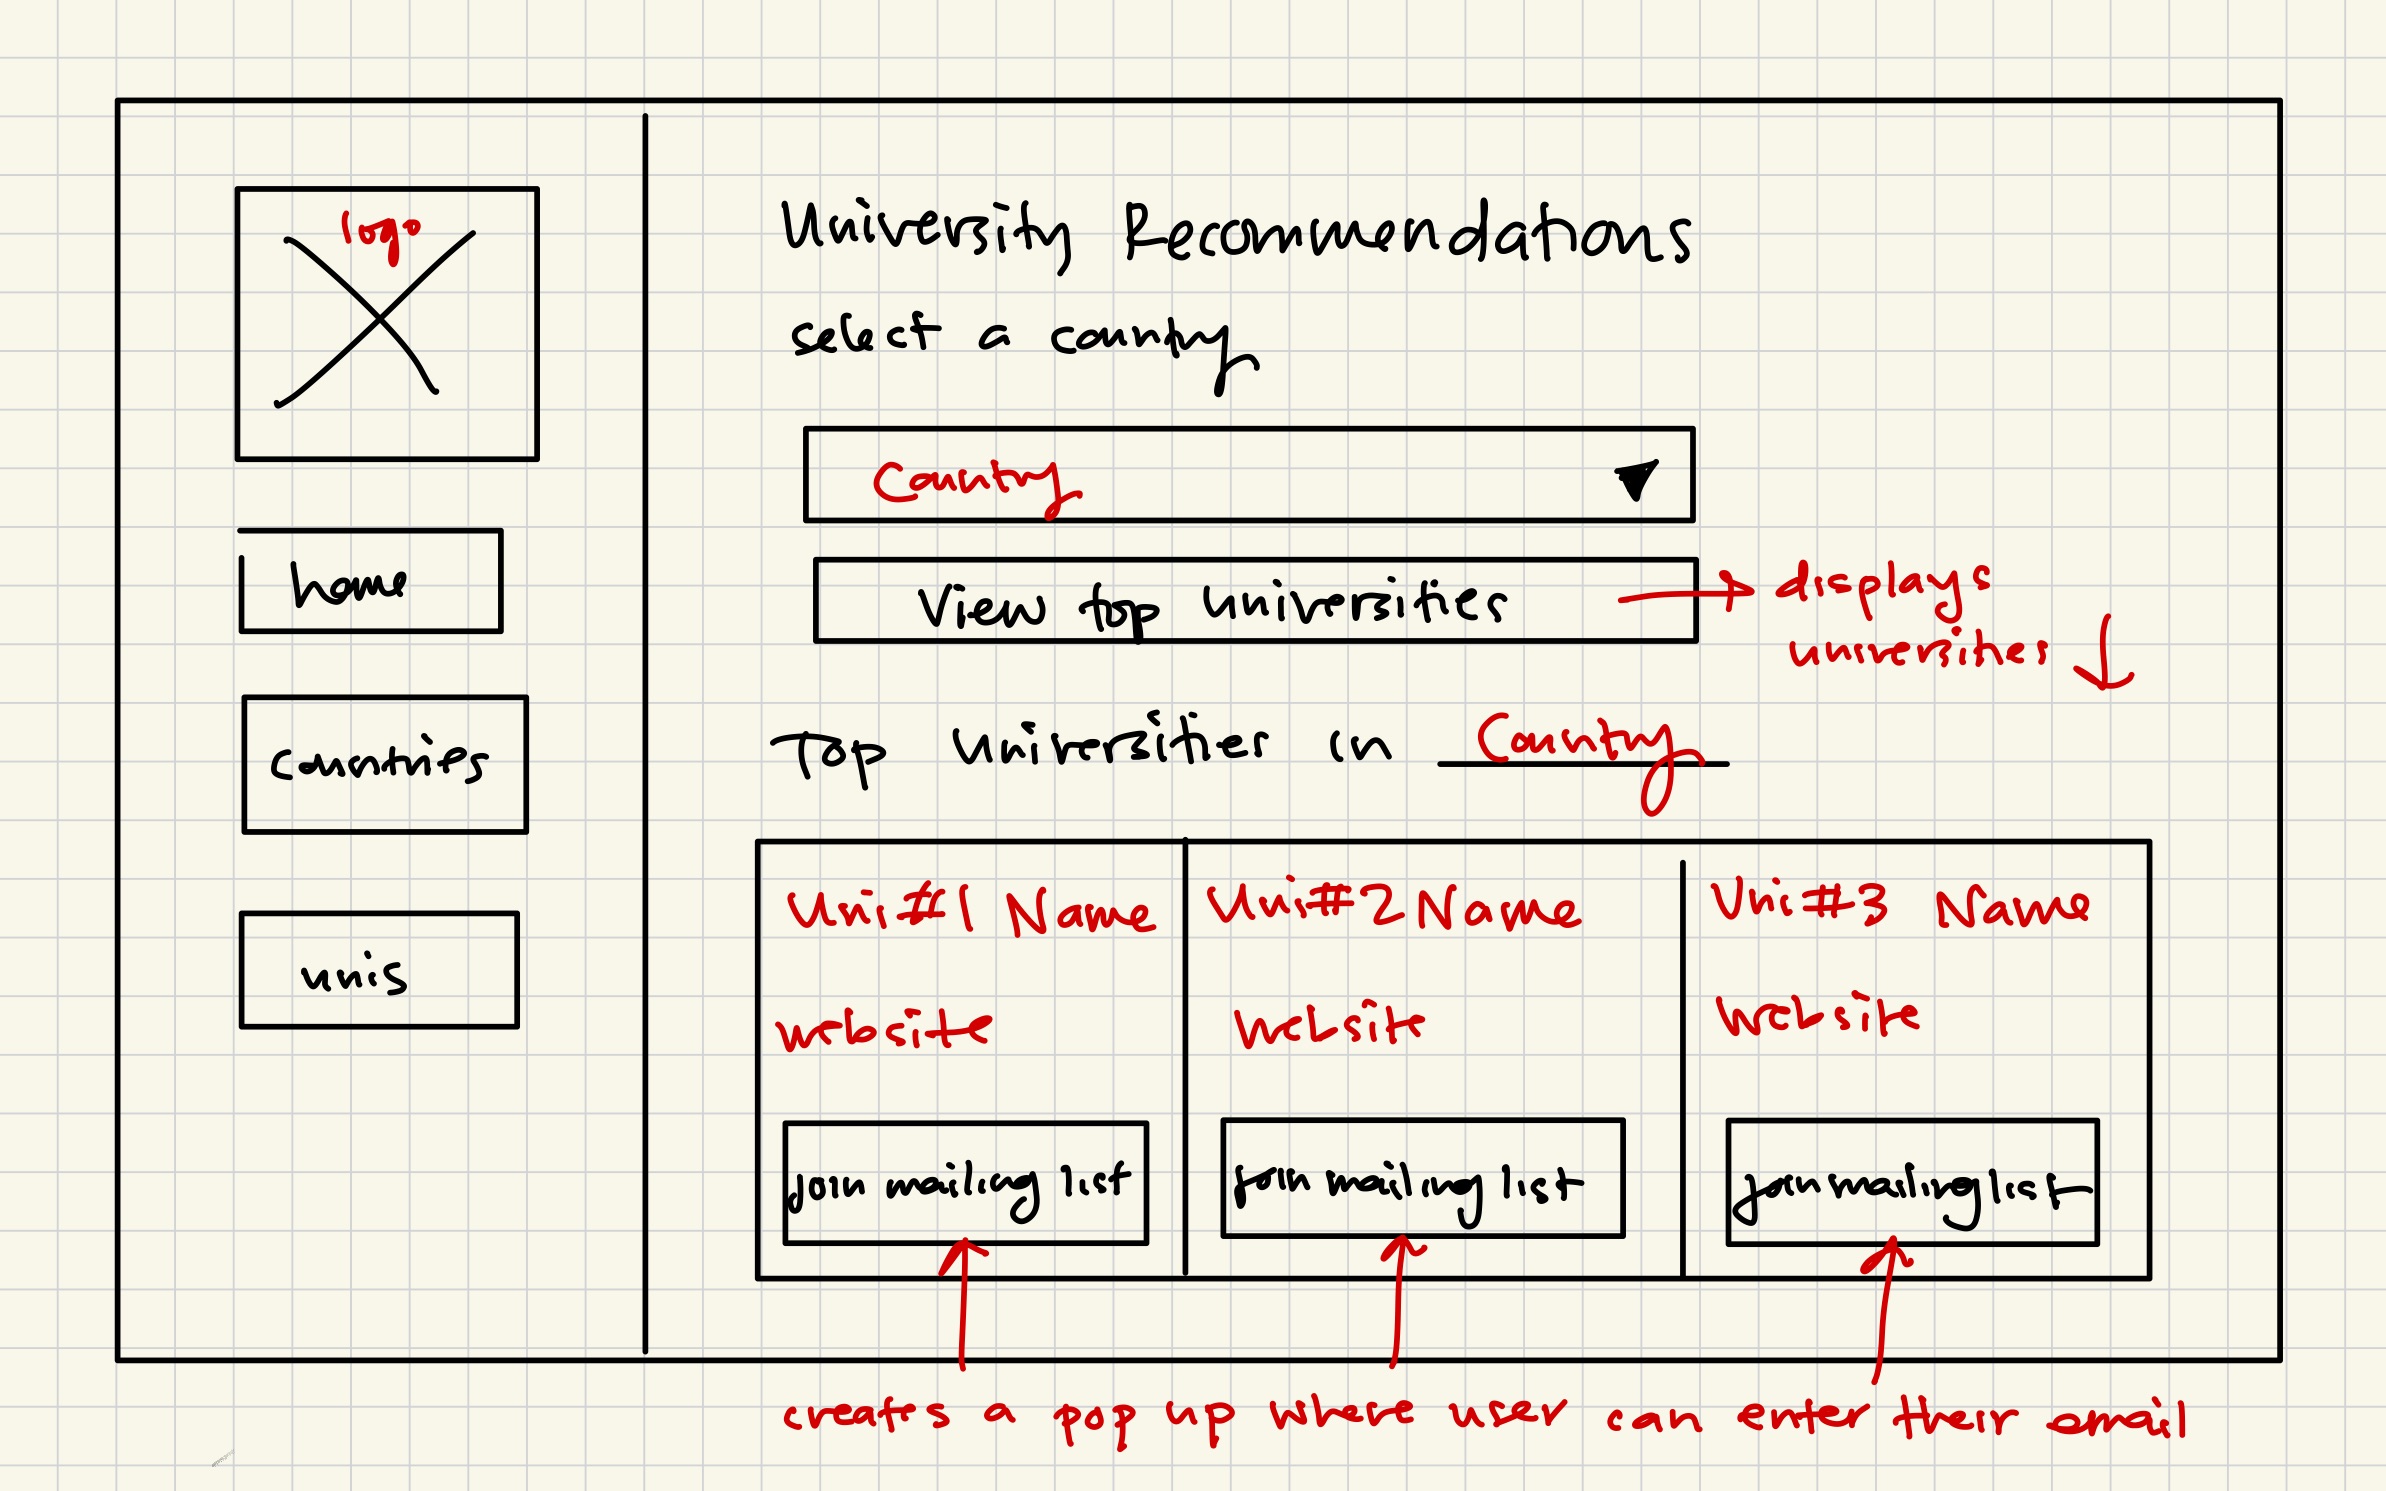 logo
home
countries
unis
University Recommendations
select a country
Country
View top universities
displays
universities
Top Universities in Country
Uni#1 Name
website
join mailing list
Uni#2 Name
website
join mailing list
Uni#3 Name
website
join mailing list
creates a pop up where user can enter their email